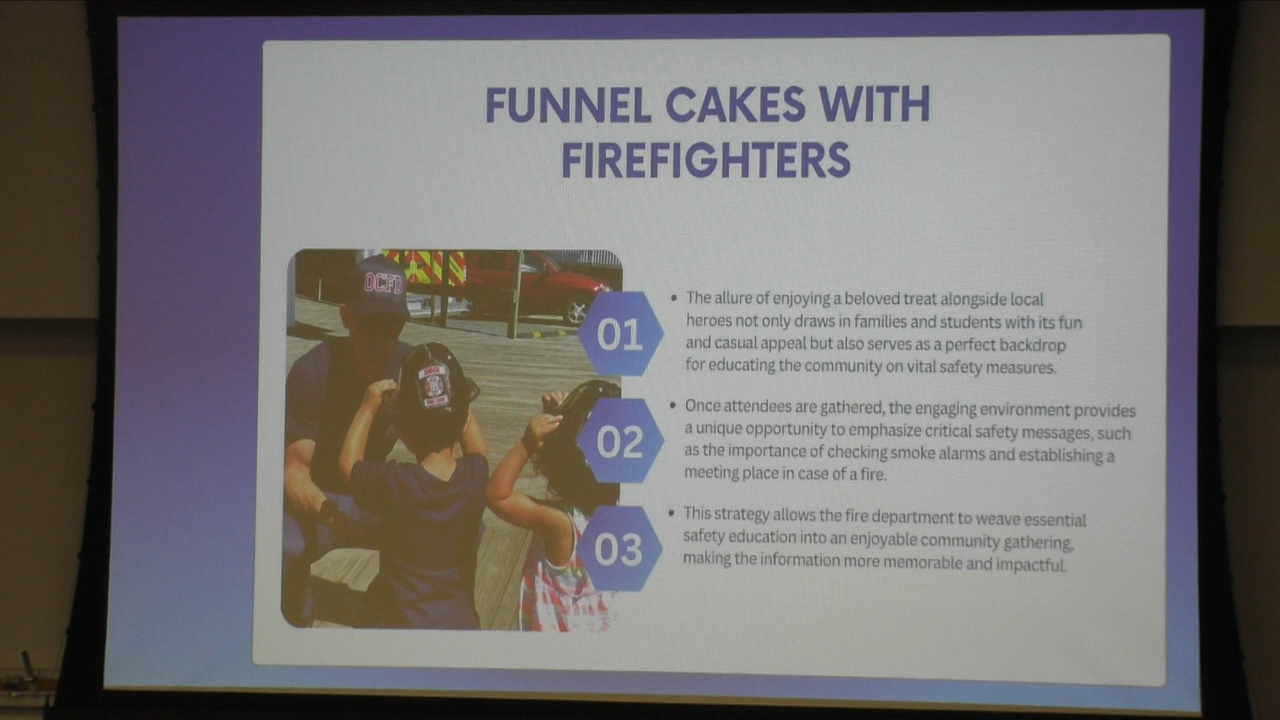 FUNNEL CAKES WITH
FIREFIGHTERS
OCFD
01
• The allure of enjoying a beloved treat alongside local
heroes not only draws in families and students with its fun
and casual appeal but also serves as a perfect backdrop
for educating the community on vital safety measures.
02
• Once attendees are gathered, the engaging environment provides
a unique opportunity to emphasize critical safety messages, such
as the importance of checking smoke alarms and establishing a
meeting place in case of a fire.
03
• This strategy allows the fire department to weave essential
safety education into an enjoyable community gathering,
making the information more memorable and impactful.